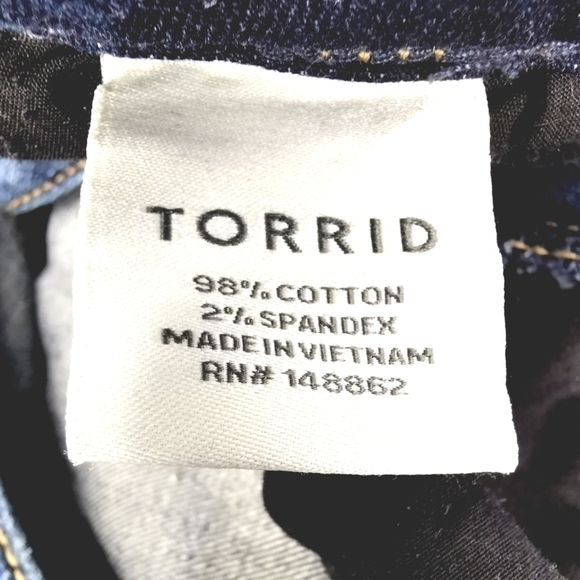 TORRID
98% COTTON
2% SPANDEX
MADE IN VIETNAM
RN# 148862